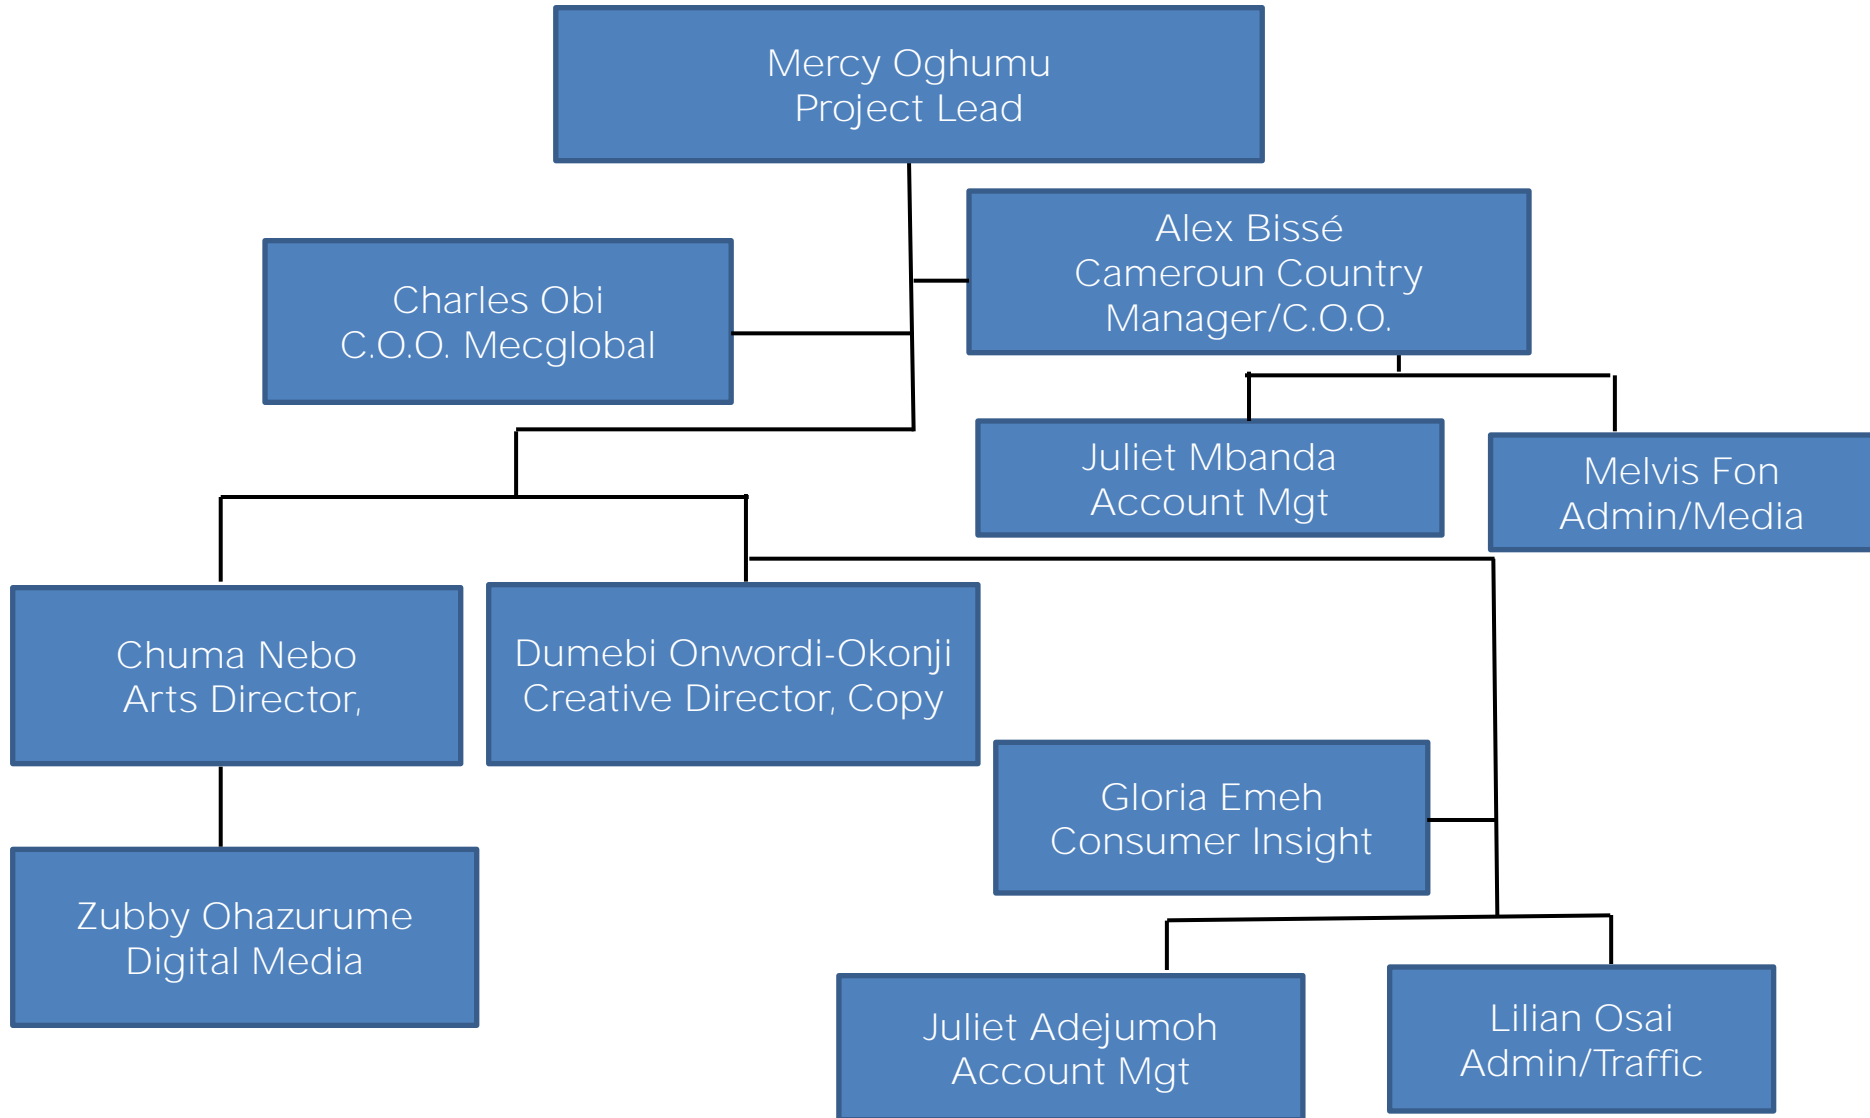 Mercy Oghumu
Project Lead
Alex Bissé
Cameroun Country
Manager/C.O.O.
Charles Obi
C.O.O. Mecglobal
Juliet Mbanda
Account Mgt
Melvis Fon
Admin/Media
Chuma Nebo
Arts Director,
Dumebi Onwordi-Okonji
Creative Director, Copy
Gloria Emeh
Consumer Insight
Zubby Ohazurume
Digital Media
Juliet Adejumoh
Account Mgt
Lilian Osai
Admin/Traffic